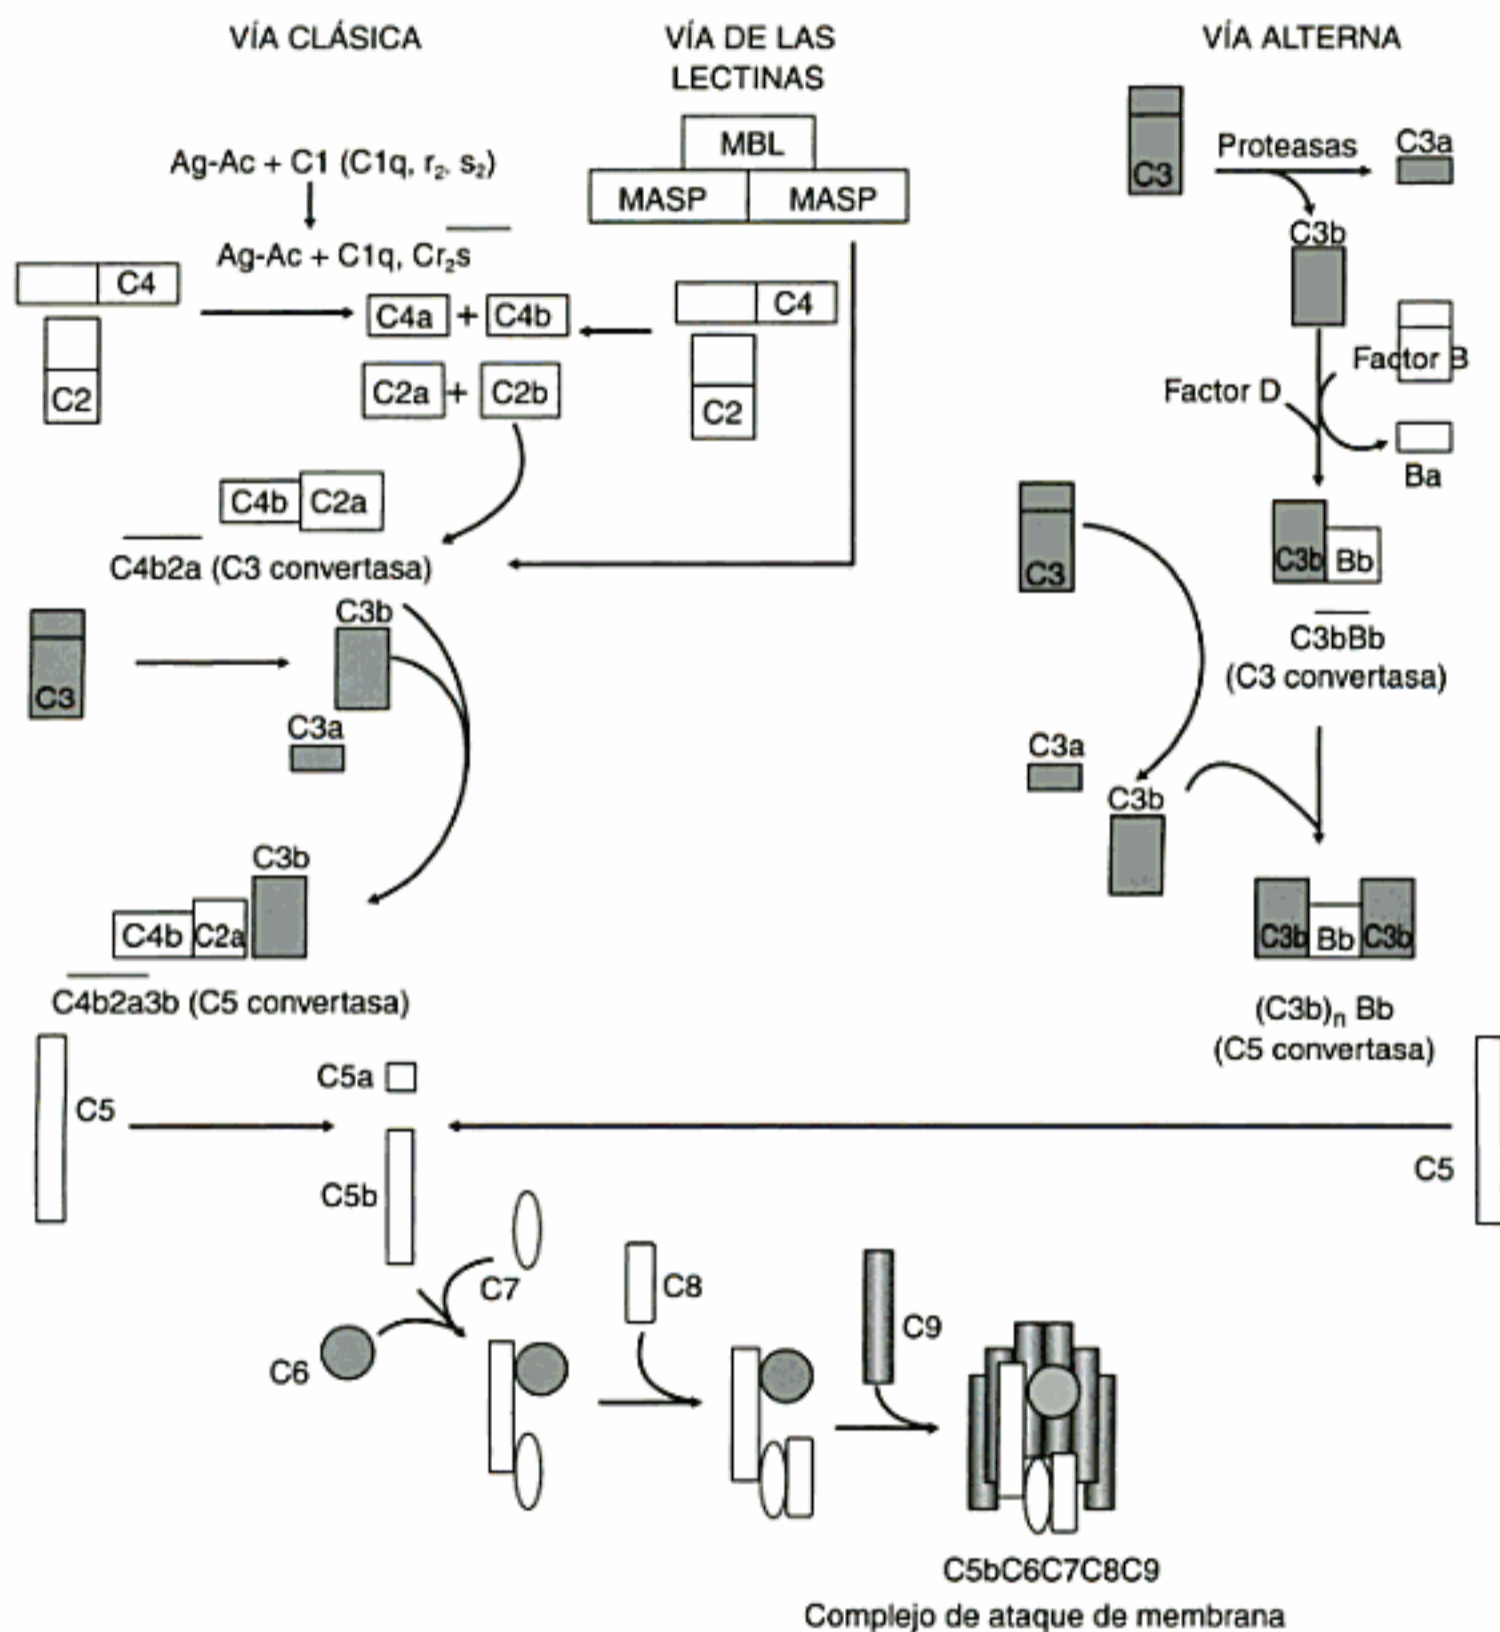 VÍA CLÁSICA
VÍA DE LAS
LECTINAS
VÍA ALTERNA
Ag-Ac + C1 (C1q, r₂, s₂)
Ag-Ac + C1q, Cr₂s
C4
C2
C4a + C4b
C2a + C2b
MBL
MASP MASP
C4
C2
C4b C2a
C4b2a (C3 convertasa)
C3
C3b
C3a
C3b
C4b C2a
C4b2a3b (C5 convertasa)
C3
Proteasas
C3a
C3b
Factor B
Factor D
Ba
C3b Bb
C3bBb
(C3 convertasa)
C3
C3a
C3b
C3b Bb C3b
(C3b)ₙ Bb
(C5 convertasa)
C5
C5a
C5b
C5
C7
C6
C8
C9
C5bC6C7C8C9
Complejo de ataque de membrana